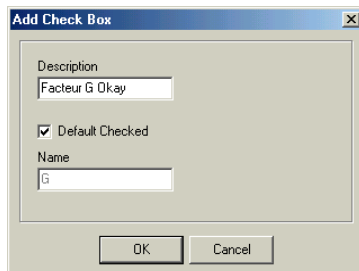 Add Check Box
Description
Facteur G Okay
Default Checked
Name
G
OK
Cancel